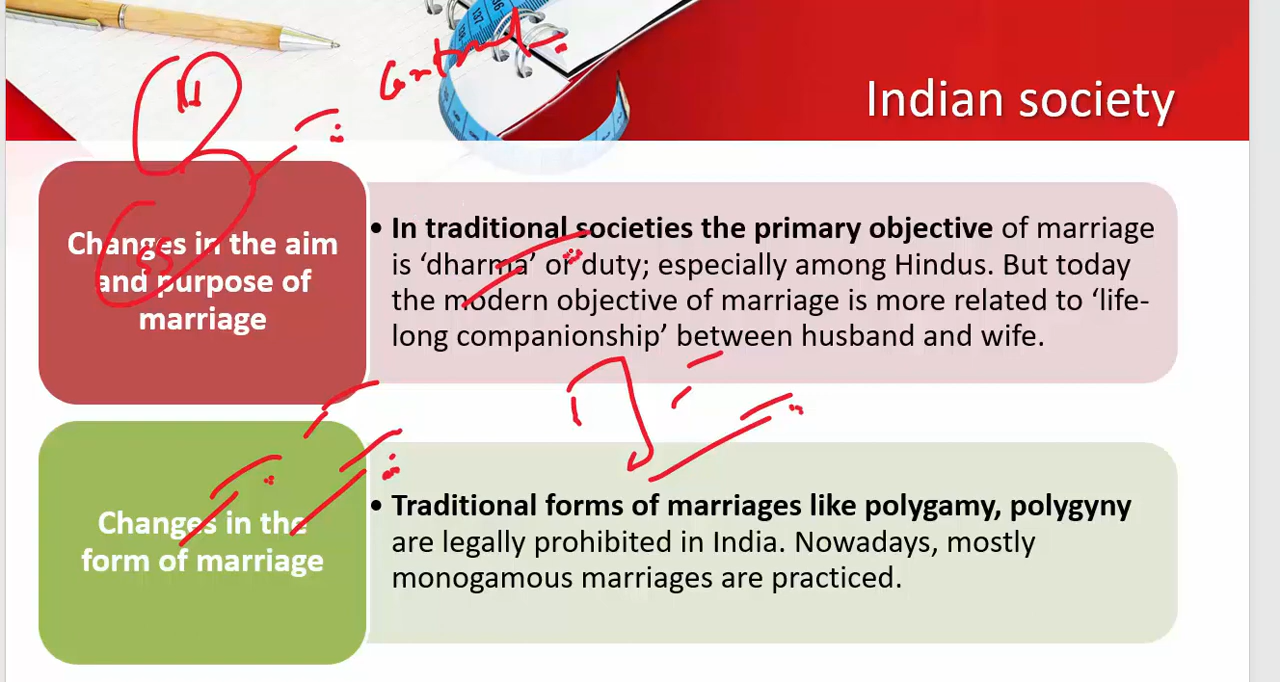 Indian society
Changes in the aim
and purpose of
marriage
• In traditional societies the primary objective of marriage
is ‘dharma’ or duty; especially among Hindus. But today
the modern objective of marriage is more related to ‘life-
long companionship’ between husband and wife.
Changes in the
form of marriage
• Traditional forms of marriages like polygamy, polygyny
are legally prohibited in India. Nowadays, mostly
monogamous marriages are practiced.